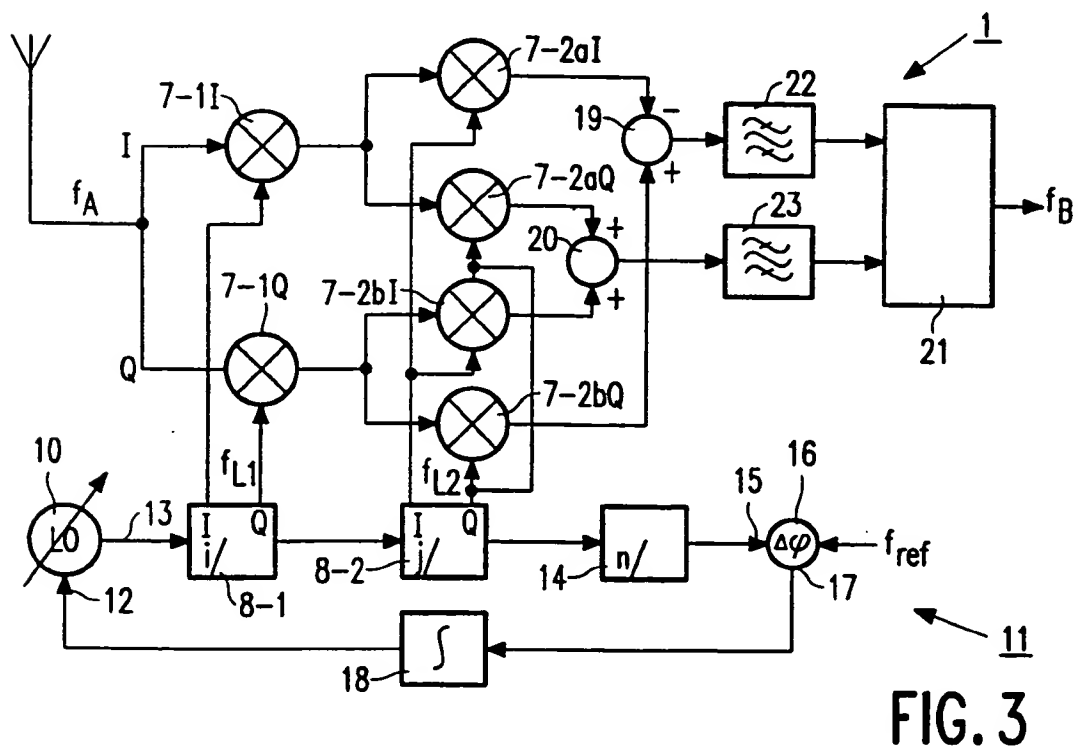 7-2aI
1
7-1I
22
I
19
−
+
f_A
7-2aQ
+
23
f_B
20
7-1Q
7-2bI
+
21
Q
7-2bQ
10
f_L1
f_L2
16
LO
13
I Q
i/
I Q
j/
n/
15
Δφ
f_ref
12
8-1
8-2
14
17
∫
18
11
FIG. 3